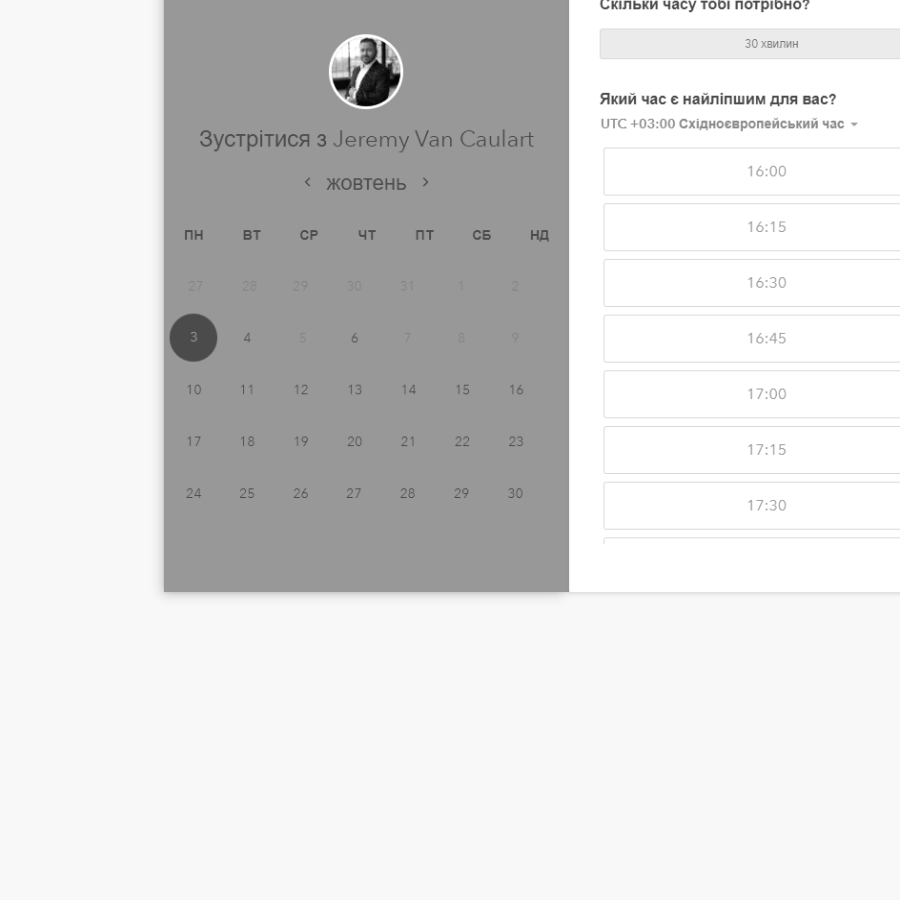 Зустрітися з Jeremy Van Caulart
жовтень
ПН ВТ СР ЧТ ПТ СБ НД
27 28 29 30 31 1 2
3 4 5 6 7 8 9
10 11 12 13 14 15 16
17 18 19 20 21 22 23
24 25 26 27 28 29 30
Скільки часу тобі потрібно?
30 хвилин
Який час є найліпшим для вас?
UTC +03:00 Східноєвропейський час
16:00
16:15
16:30
16:45
17:00
17:15
17:30